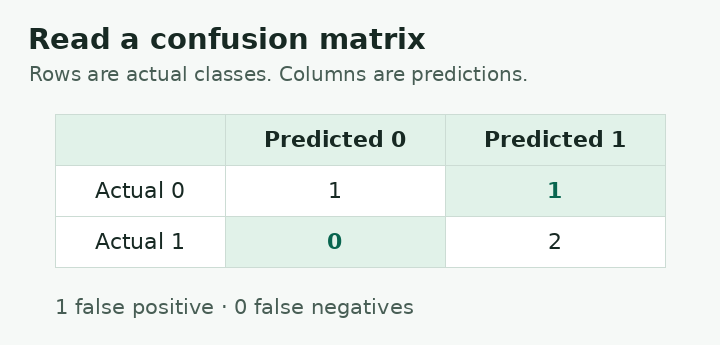 Read a confusion matrix
Rows are actual classes. Columns are predictions.
Predicted 0 Predicted 1
Actual 0 1 1
Actual 1 0 2
1 false positive · 0 false negatives